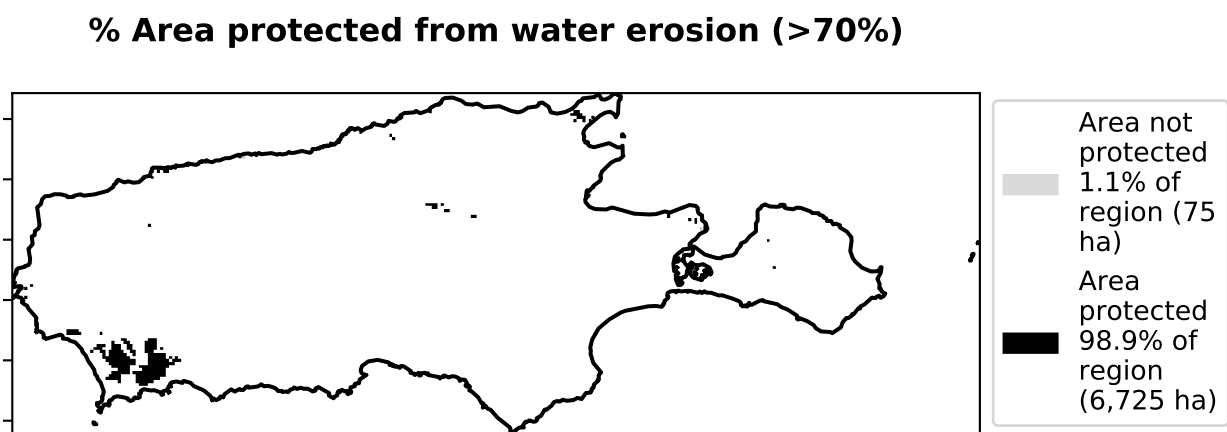 % Area protected from water erosion (>70%)
Area not
protected
1.1% of
region (75
ha)
Area
protected
98.9% of
region
(6,725 ha)